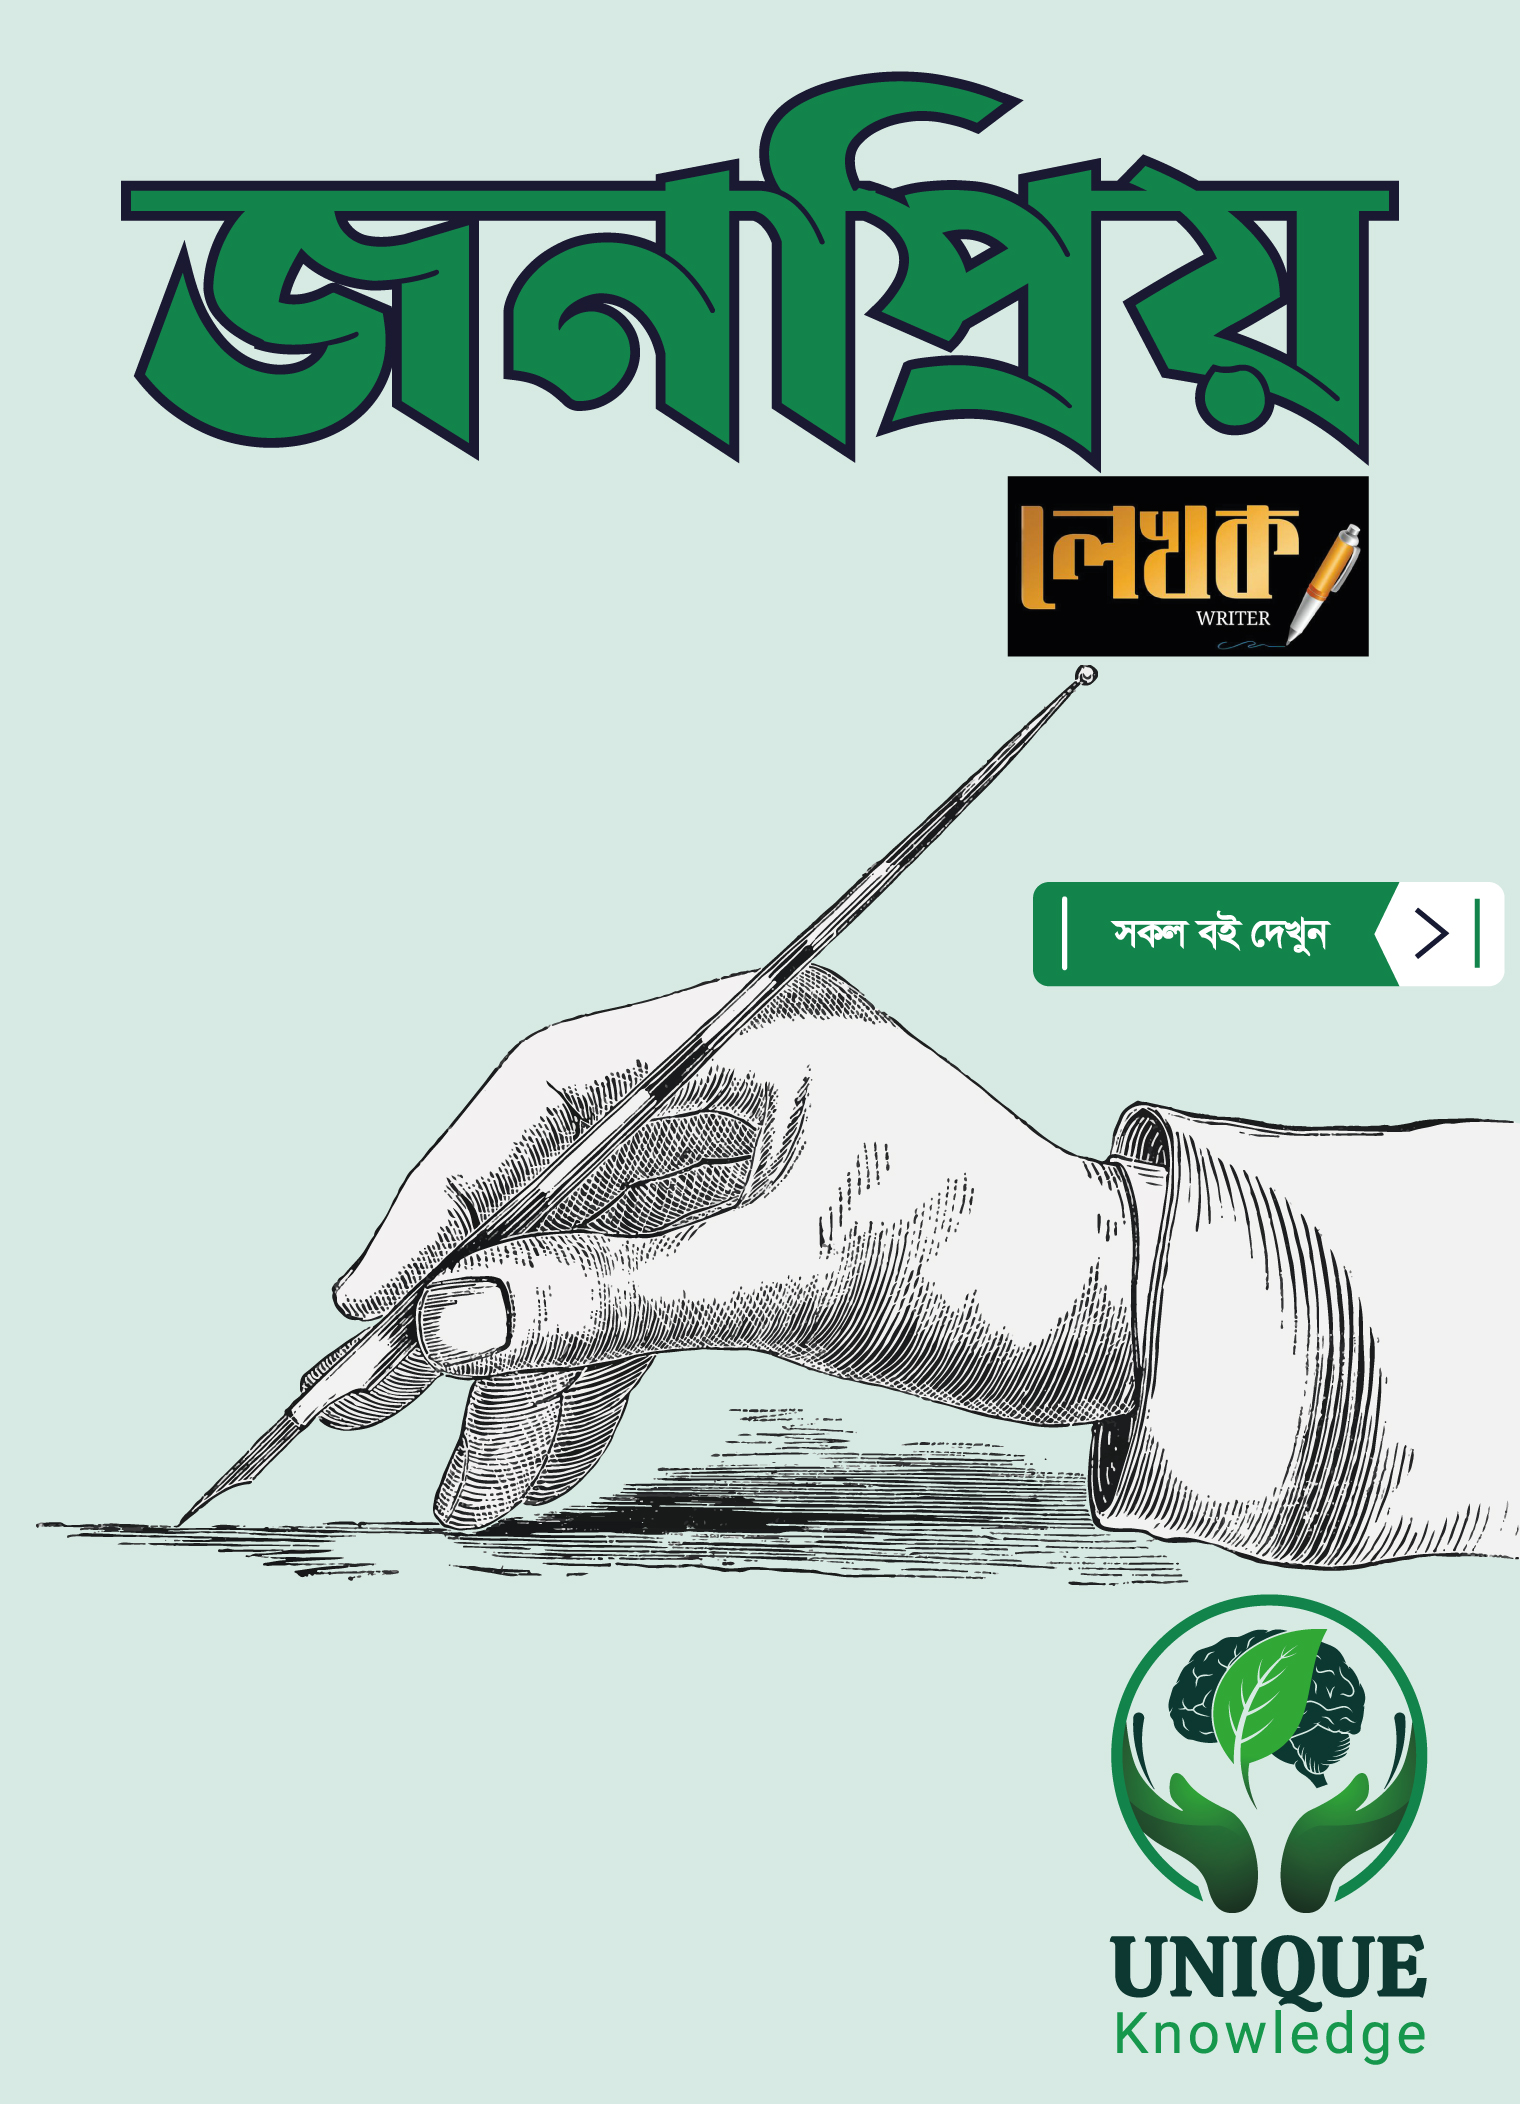 জনপ্রিয়
লেখক
WRITER
সকল বই দেখুন
UNIQUE
Knowledge